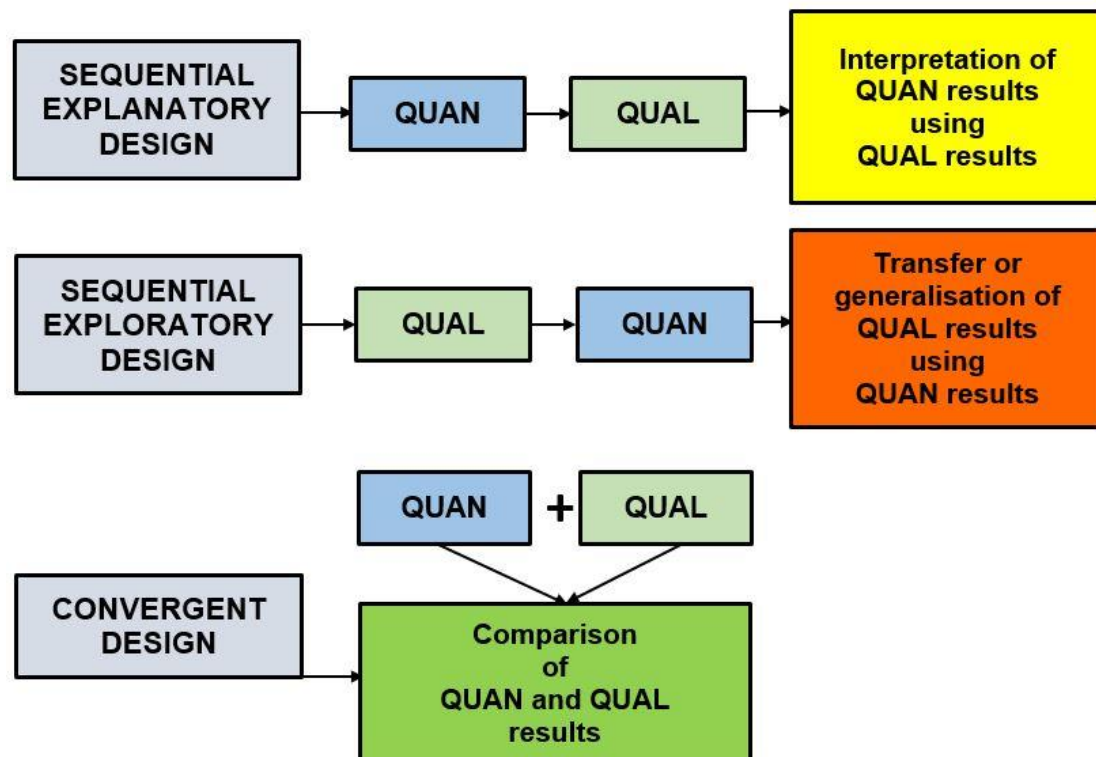 SEQUENTIAL
EXPLANATORY
DESIGN
QUAN
QUAL
Interpretation of
QUAN results
using
QUAL results
SEQUENTIAL
EXPLORATORY
DESIGN
QUAL
QUAN
Transfer or
generalisation of
QUAL results
using
QUAN results
QUAN
+
QUAL
CONVERGENT
DESIGN
Comparison
of
QUAN and QUAL
results